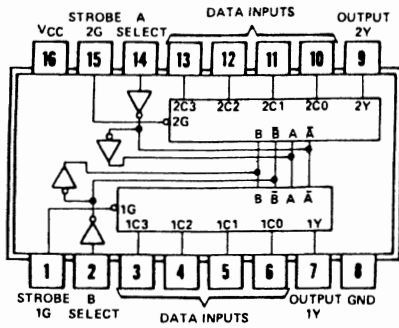 DATA INPUTS
STROBE A OUTPUT
VCC 2G SELECT 2Y
16 15 14 13 12 11 10 9
2C3 2C2 2C1 2C0 2Y
2G
B B̅ A A̅
B B̅ A A̅
1G
1C3 1C2 1C1 1C0 1Y
1 2 3 4 5 6 7 8
STROBE B OUTPUT GND
1G SELECT 1Y
DATA INPUTS